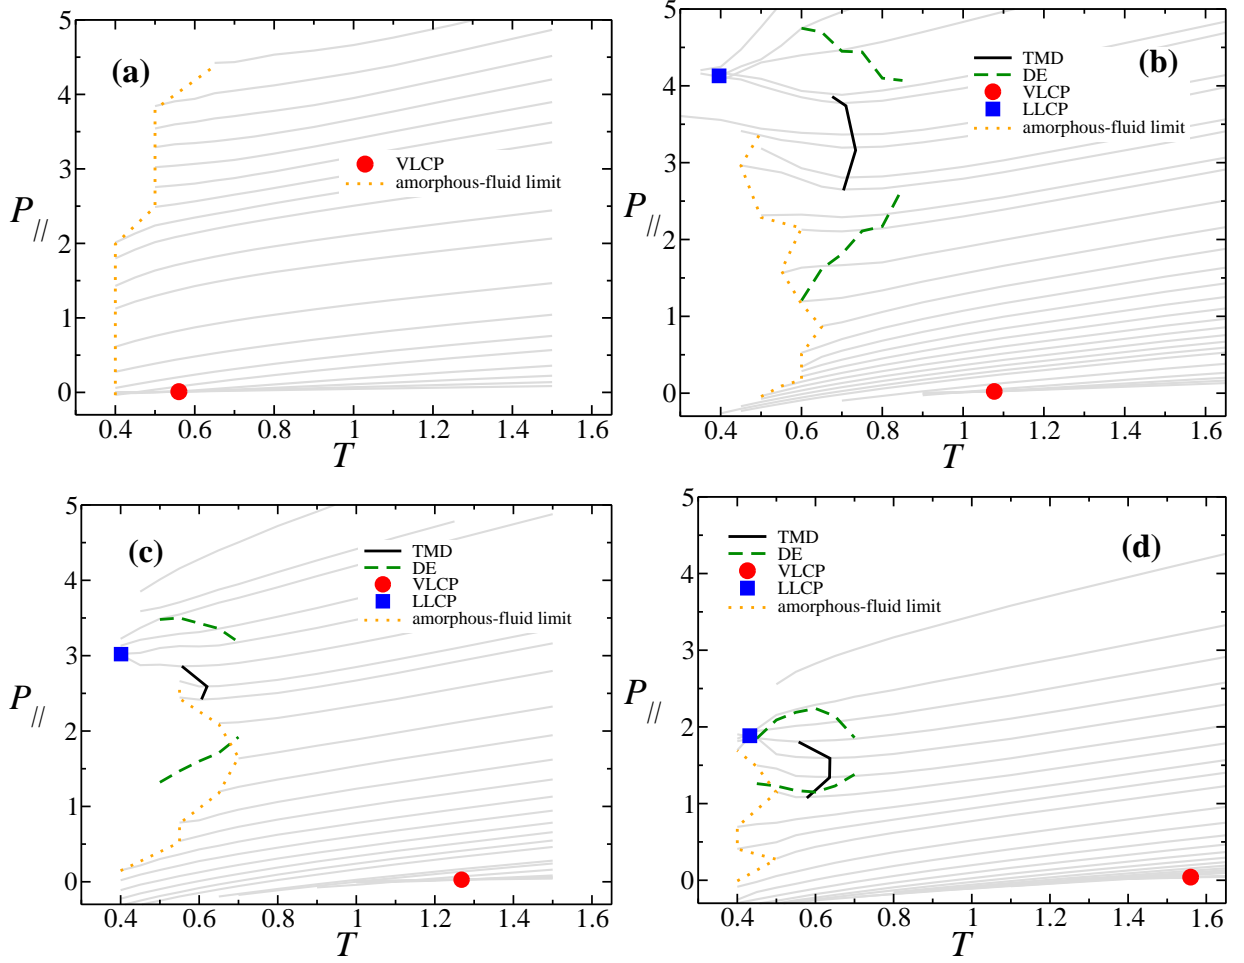 (a)
5
4
3
2
1
0
P//
VLCP
amorphous-fluid limit
0.4 0.6 0.8 1 1.2 1.4 1.6
T
(b)
5
4
3
2
1
0
P//
TMD
DE
VLCP
LLCP
amorphous-fluid limit
0.4 0.6 0.8 1 1.2 1.4 1.6
T
(c)
5
4
3
2
1
0
P//
TMD
DE
VLCP
LLCP
amorphous-fluid limit
0.4 0.6 0.8 1 1.2 1.4 1.6
T
(d)
5
4
3
2
1
0
P//
TMD
DE
VLCP
LLCP
amorphous-fluid limit
0.4 0.6 0.8 1 1.2 1.4 1.6
T